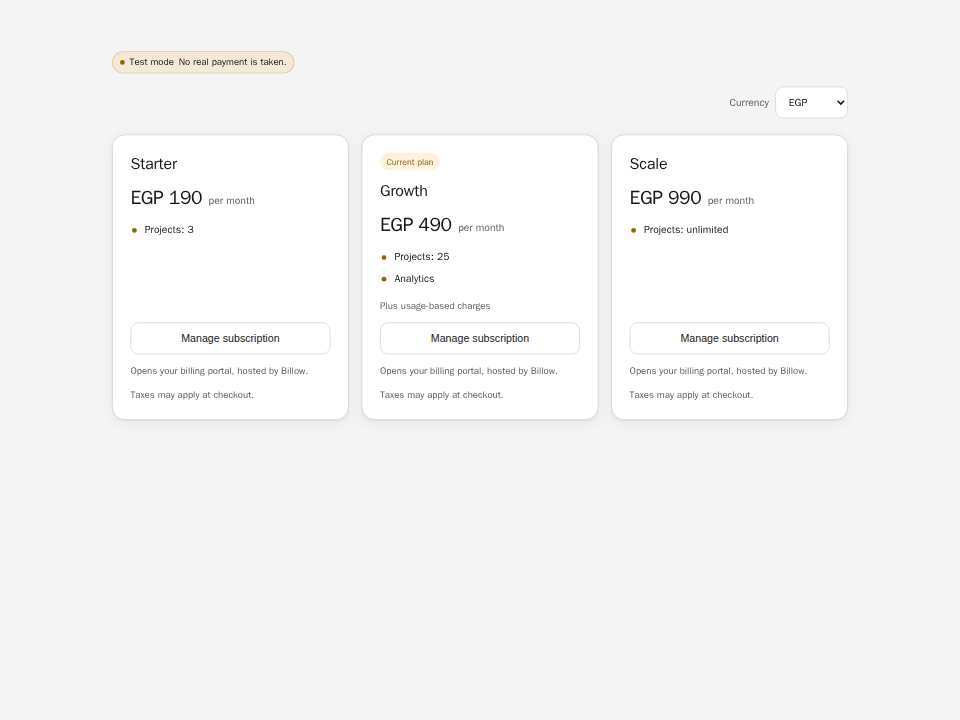 Test mode No real payment is taken.
Currency EGP
Starter
EGP 190 per month
Projects: 3
Manage subscription
Opens your billing portal, hosted by Billow.
Taxes may apply at checkout.
Current plan
Growth
EGP 490 per month
Projects: 25
Analytics
Plus usage-based charges
Manage subscription
Opens your billing portal, hosted by Billow.
Taxes may apply at checkout.
Scale
EGP 990 per month
Projects: unlimited
Manage subscription
Opens your billing portal, hosted by Billow.
Taxes may apply at checkout.